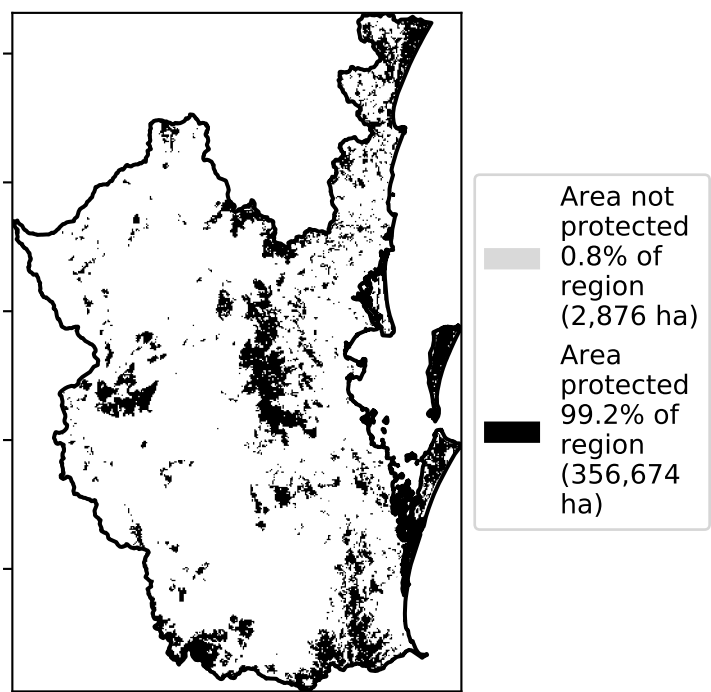 Area not
protected
0.8% of
region
(2,876 ha)
Area
protected
99.2% of
region
(356,674
ha)